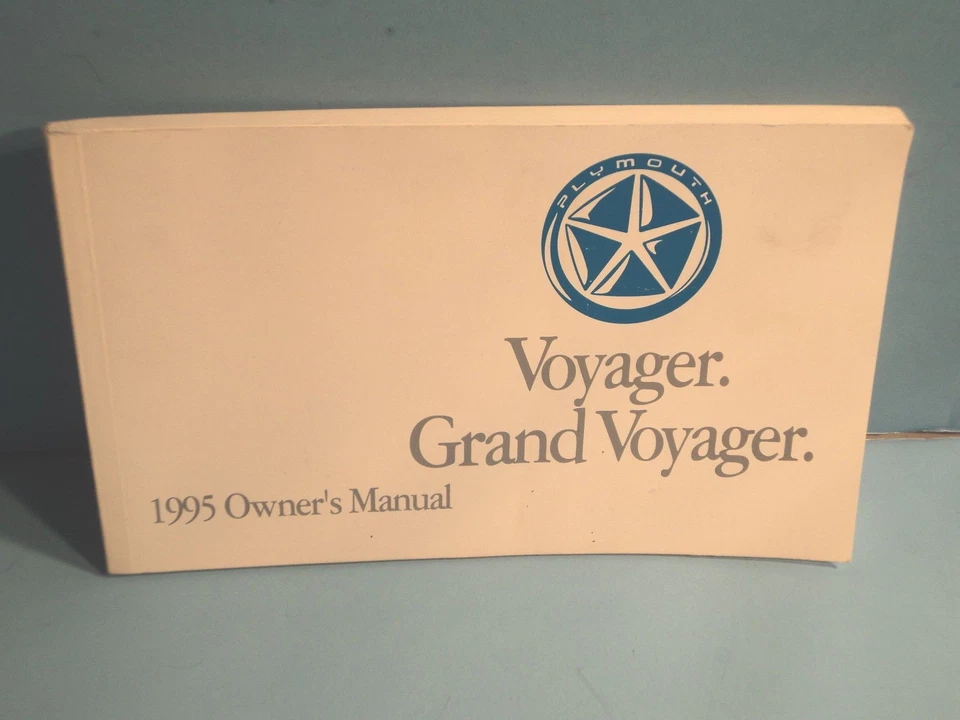 PLYMOUTH
Voyager.
Grand Voyager.
1995 Owner's Manual